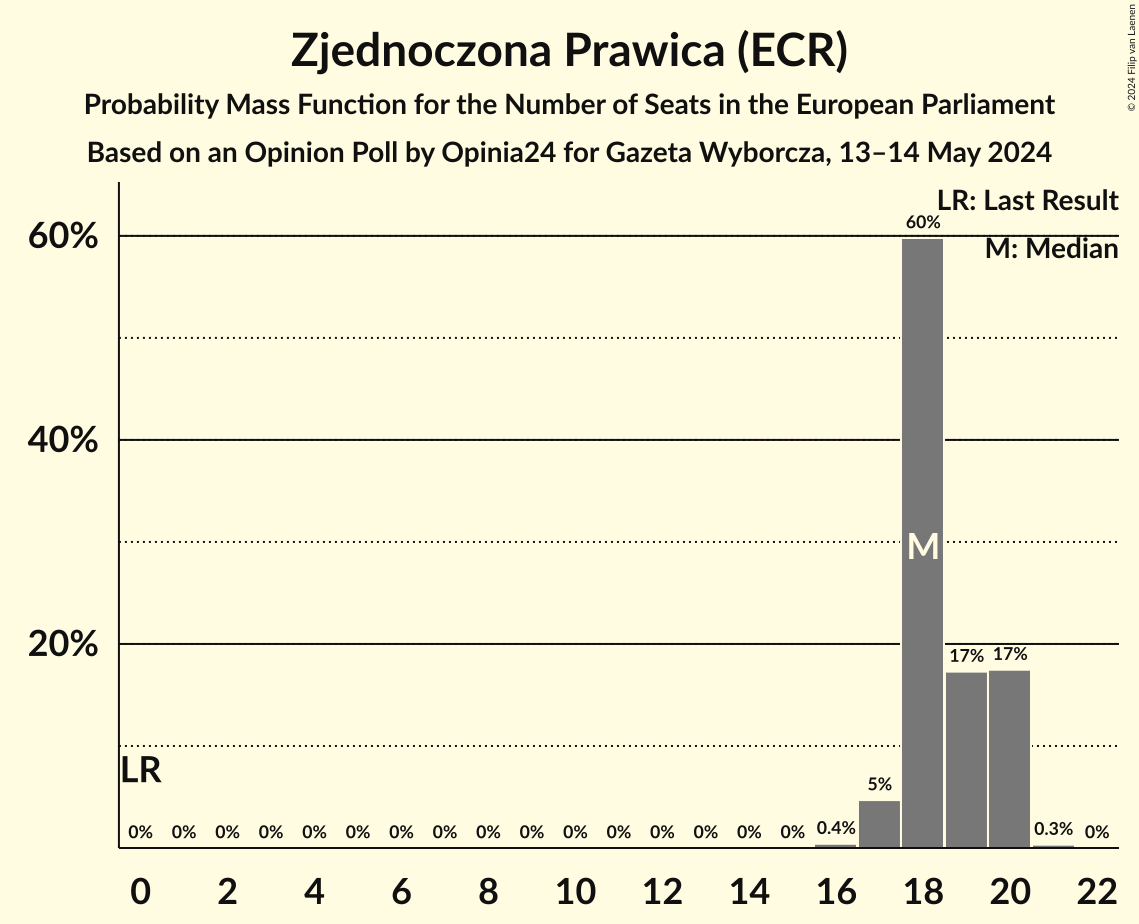 Zjednoczona Prawica (ECR)
Probability Mass Function for the Number of Seats in the European Parliament
Based on an Opinion Poll by Opinia24 for Gazeta Wyborcza, 13–14 May 2024
© 2024 Filip van Laenen
LR: Last Result
M: Median
60%
40%
20%
60%
M
17% 17%
LR
5%
0% 0% 0% 0% 0% 0% 0% 0% 0% 0% 0% 0% 0% 0% 0% 0% 0.4% 0.3% 0%
0 2 4 6 8 10 12 14 16 18 20 22